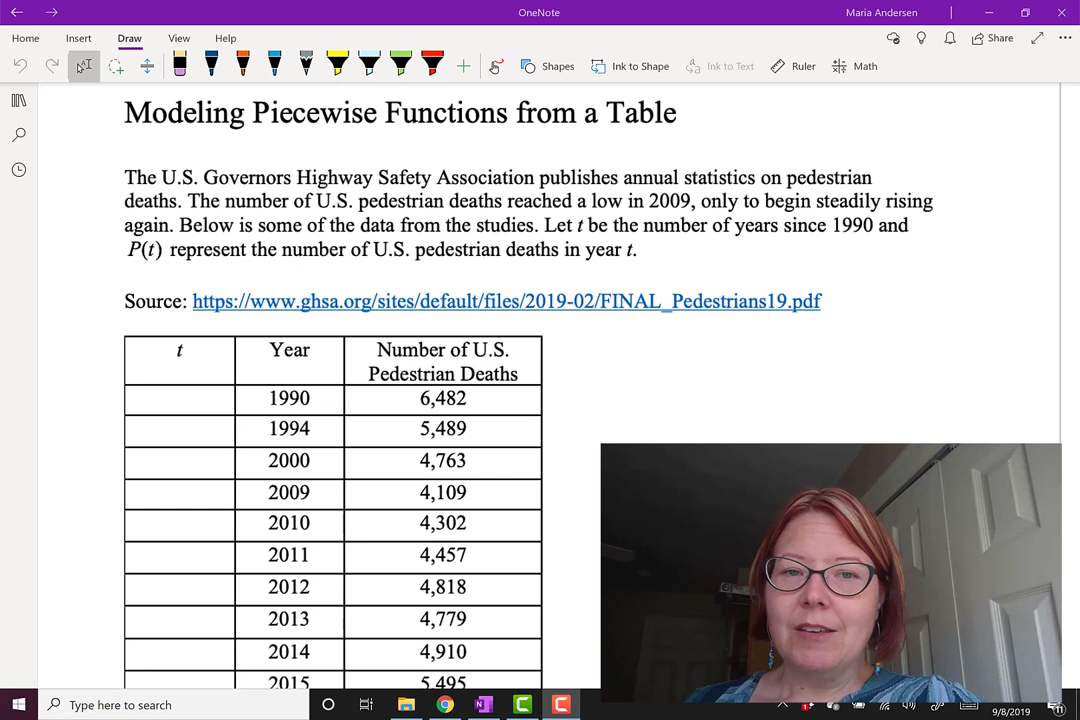 OneNote
Maria Andersen
Home Insert Draw View Help
Share
Shapes Ink to Shape Ink to Text Ruler Math
Modeling Piecewise Functions from a Table
The U.S. Governors Highway Safety Association publishes annual statistics on pedestrian
deaths. The number of U.S. pedestrian deaths reached a low in 2009, only to begin steadily rising
again. Below is some of the data from the studies. Let t be the number of years since 1990 and
P(t) represent the number of U.S. pedestrian deaths in year t.
Source: https://www.ghsa.org/sites/default/files/2019-02/FINAL_Pedestrians19.pdf
t Year Number of U.S.
Pedestrian Deaths
1990 6,482
1994 5,489
2000 4,763
2009 4,109
2010 4,302
2011 4,457
2012 4,818
2013 4,779
2014 4,910
2015 5,495
Type here to search
9/8/2019